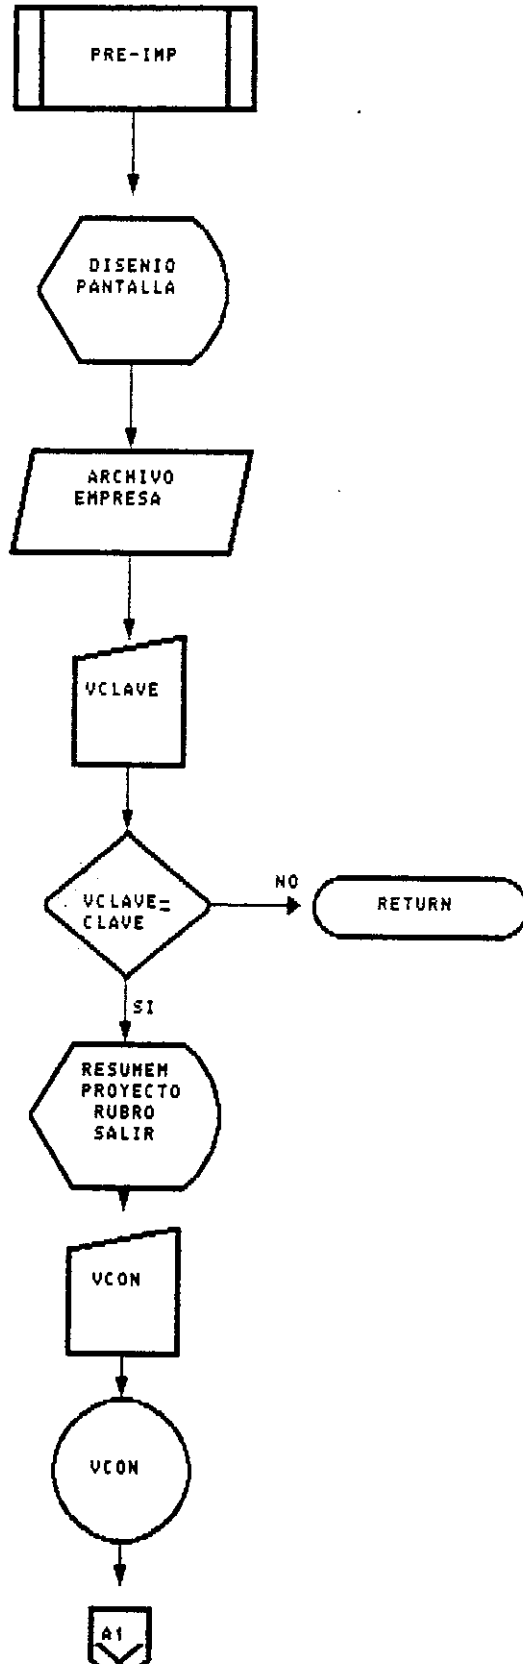 PRE-IMP
DISENIO
PANTALLA
ARCHIVO
EMPRESA
VCLAVE
VCLAVE=
CLAVE
NO
RETURN
SI
RESUMEM
PROYECTO
RUBRO
SALIR
VCON
VCON
A1